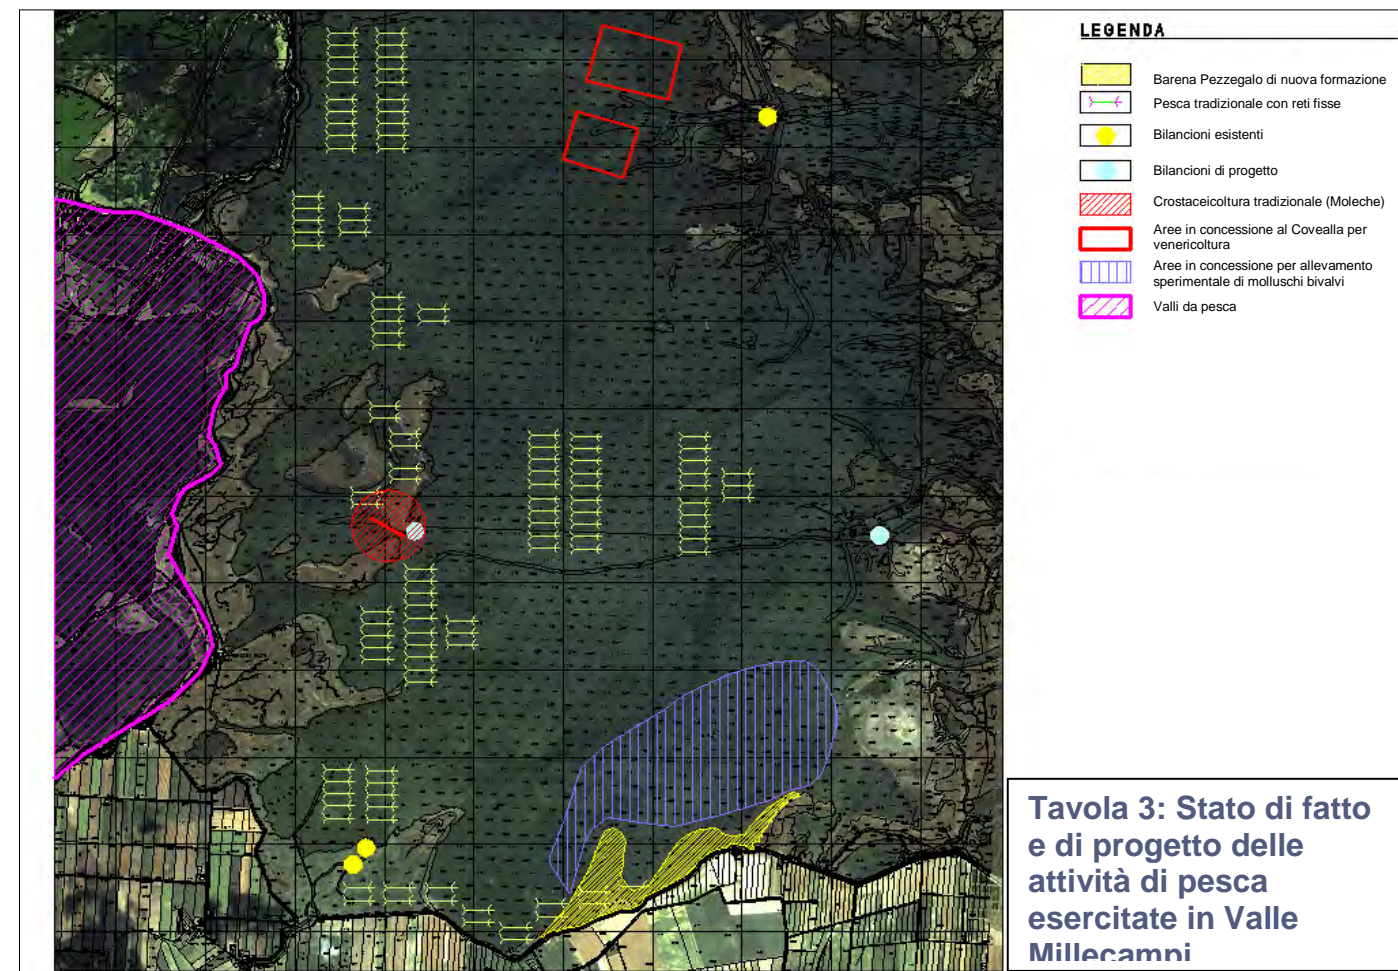 LEGENDA
Barena Pezzegalo di nuova formazione
Pesca tradizionale con reti fisse
Bilancioni esistenti
Bilancioni di progetto
Crostaceicoltura tradizionale (Moleche)
Aree in concessione al Covealla per
venericoltura
Aree in concessione per allevamento
sperimentale di molluschi bivalvi
Valli da pesca
Tavola 3: Stato di fatto
e di progetto delle
attività di pesca
esercitate in Valle
Millecampi